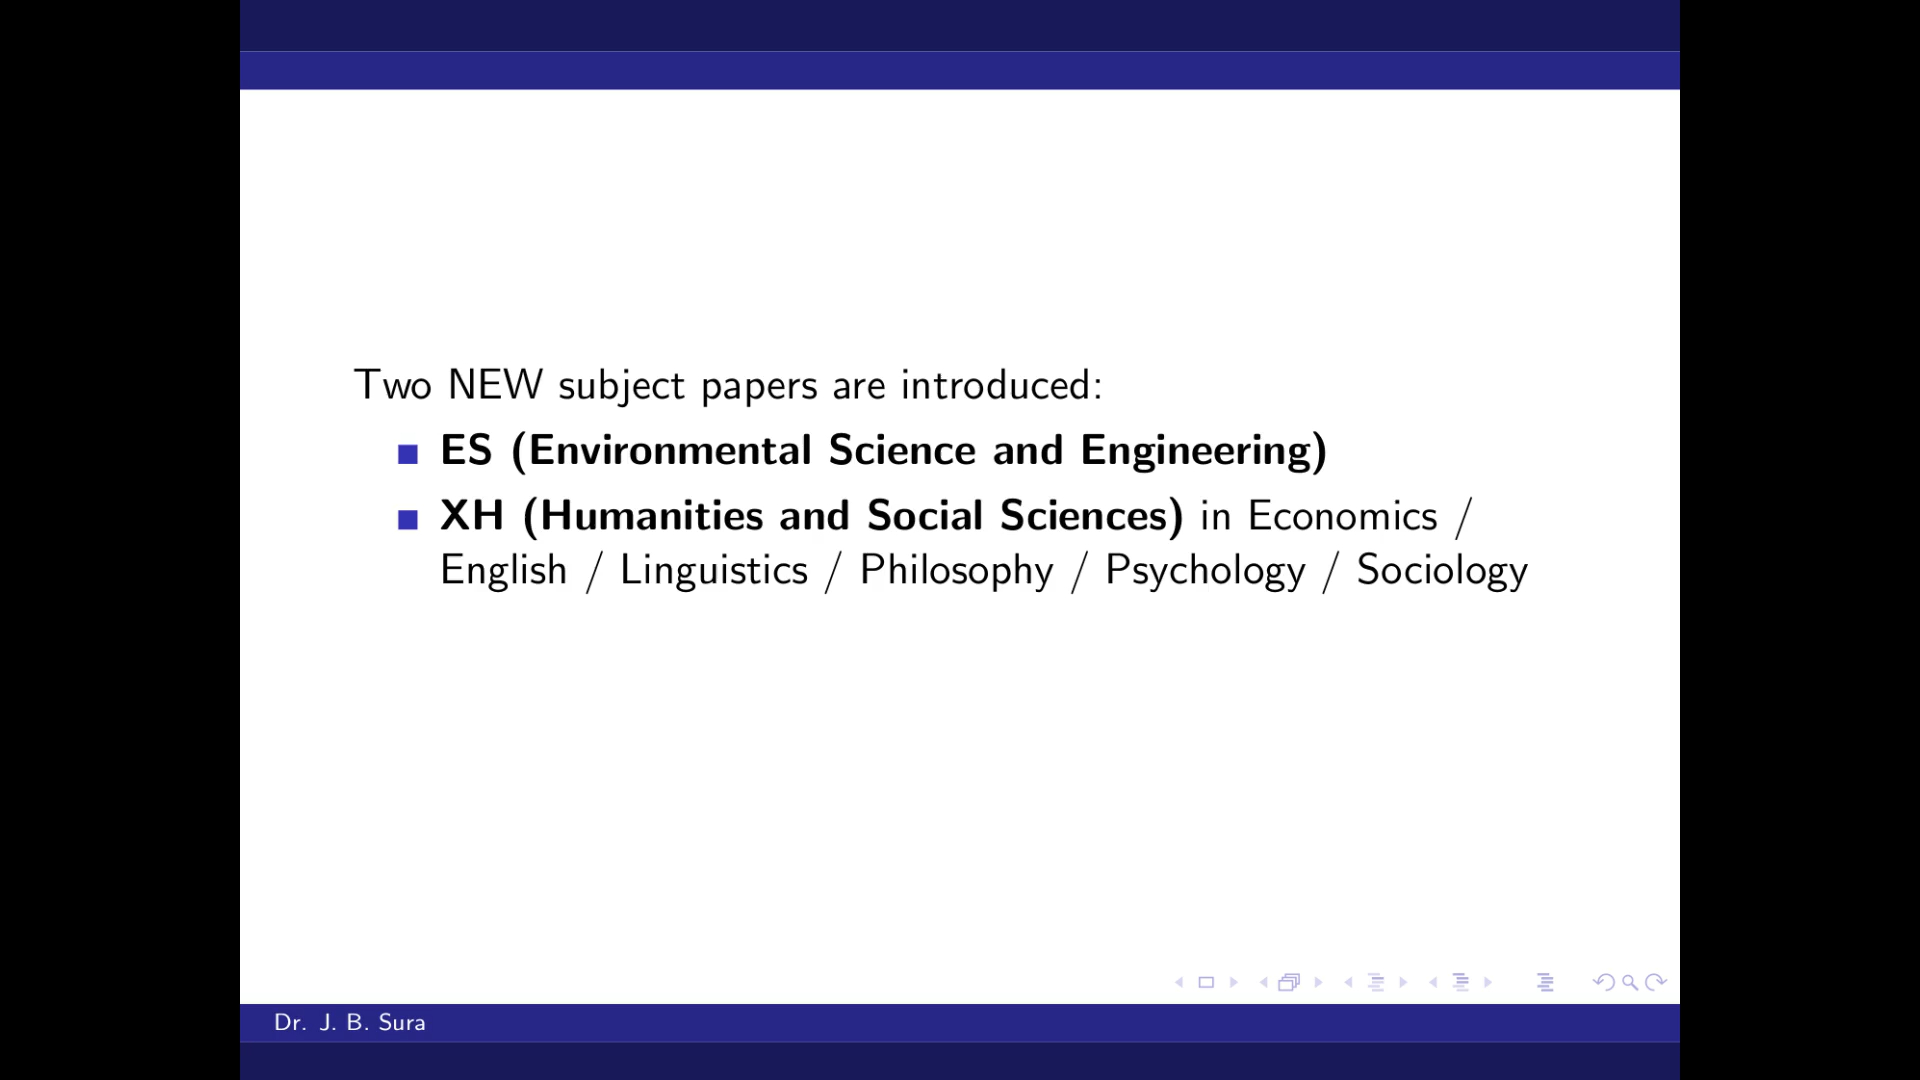 Two NEW subject papers are introduced:
ES (Environmental Science and Engineering)
XH (Humanities and Social Sciences) in Economics /
English / Linguistics / Philosophy / Psychology / Sociology
Dr. J. B. Sura